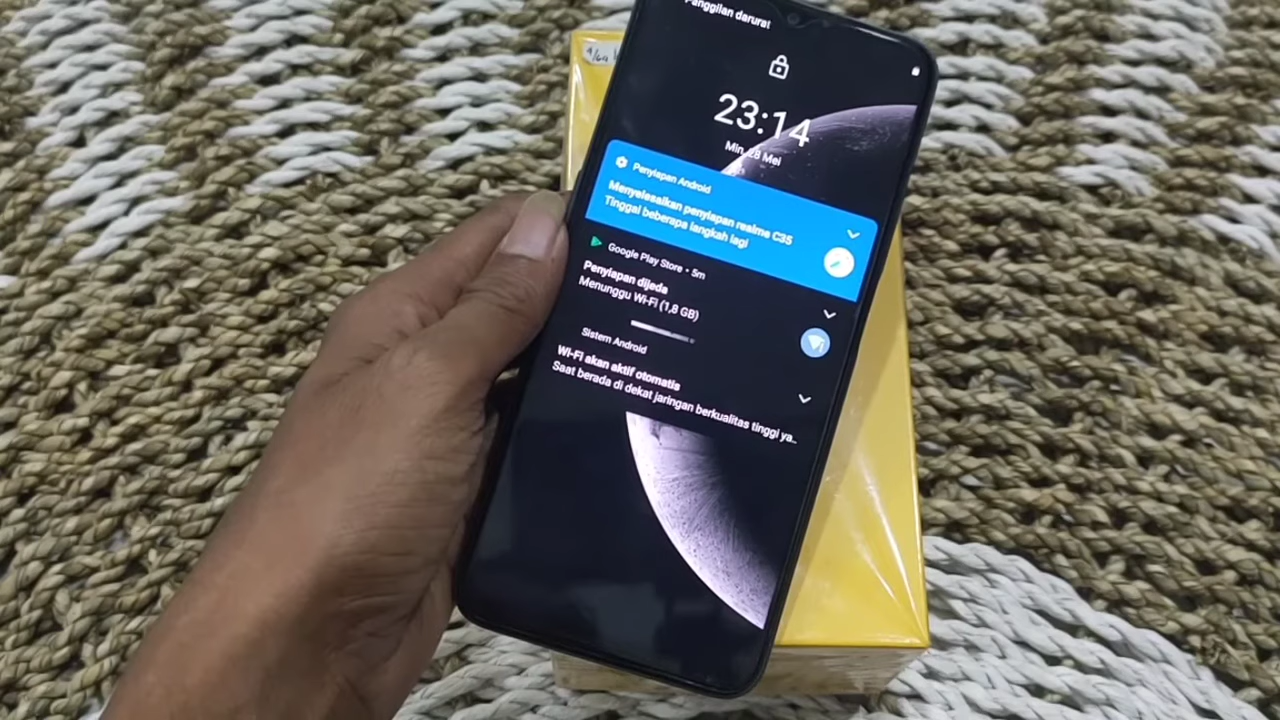 Panggilan darurat
23:14
Min, 28 Mei
Penyiapan Android
Menyelesaikan penyiapan realme C35
Tinggal beberapa langkah lagi
Google Play Store • 5m
Penyiapan dijeda
Menunggu Wi-Fi (1,8 GB)
Sistem Android
Wi-Fi akan aktif otomatis
Saat berada di dekat jaringan berkualitas tinggi ya..